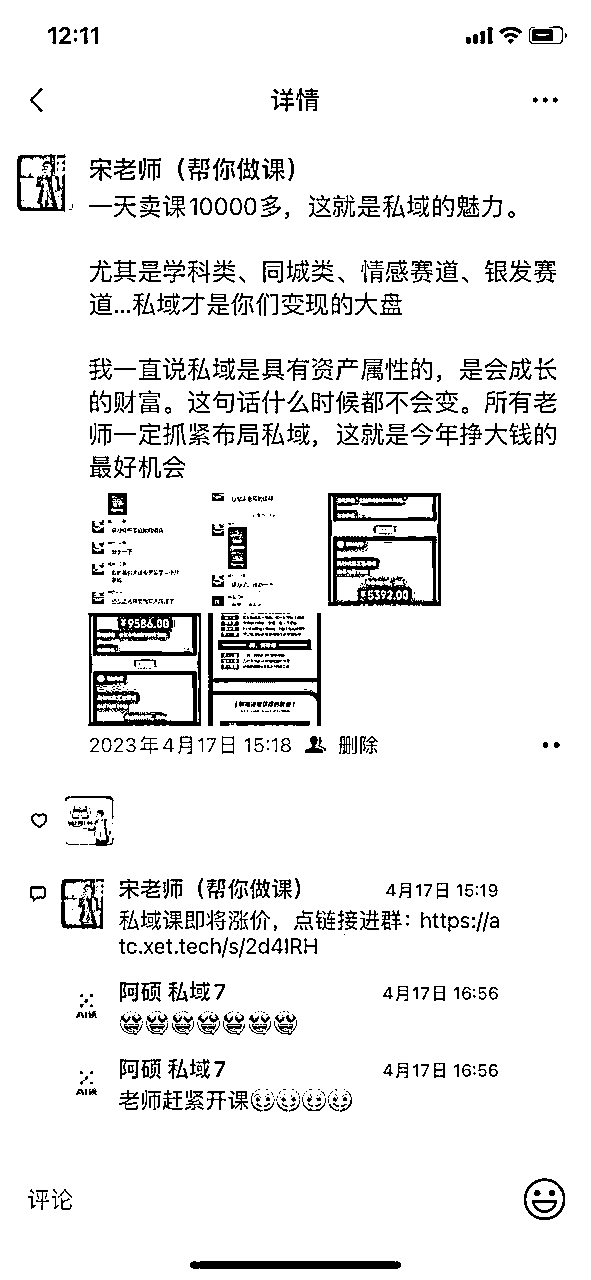 12:11
详情
宋老师（帮你做课）
一天卖课10000多，这就是私域的魅力。
尤其是学科类、同城类、情感赛道、银发赛
道...私域才是你们变现的大盘
我一直说私域是具有资产属性的，是会成长
的财富。这句话什么时候都不会变。所有老
师一定抓紧布局私域，这就是今年挣大钱的
最好机会
¥5392.00
¥9586.00
2023年4月17日 15:18 删除
宋老师（帮你做课） 4月17日 15:19
私域课即将涨价，点链接进群：https://a
tc.xet.tech/s/2d4IRH
阿硕 私域7 4月17日 16:56
阿硕 私域7 4月17日 16:56
老师赶紧开课
评论